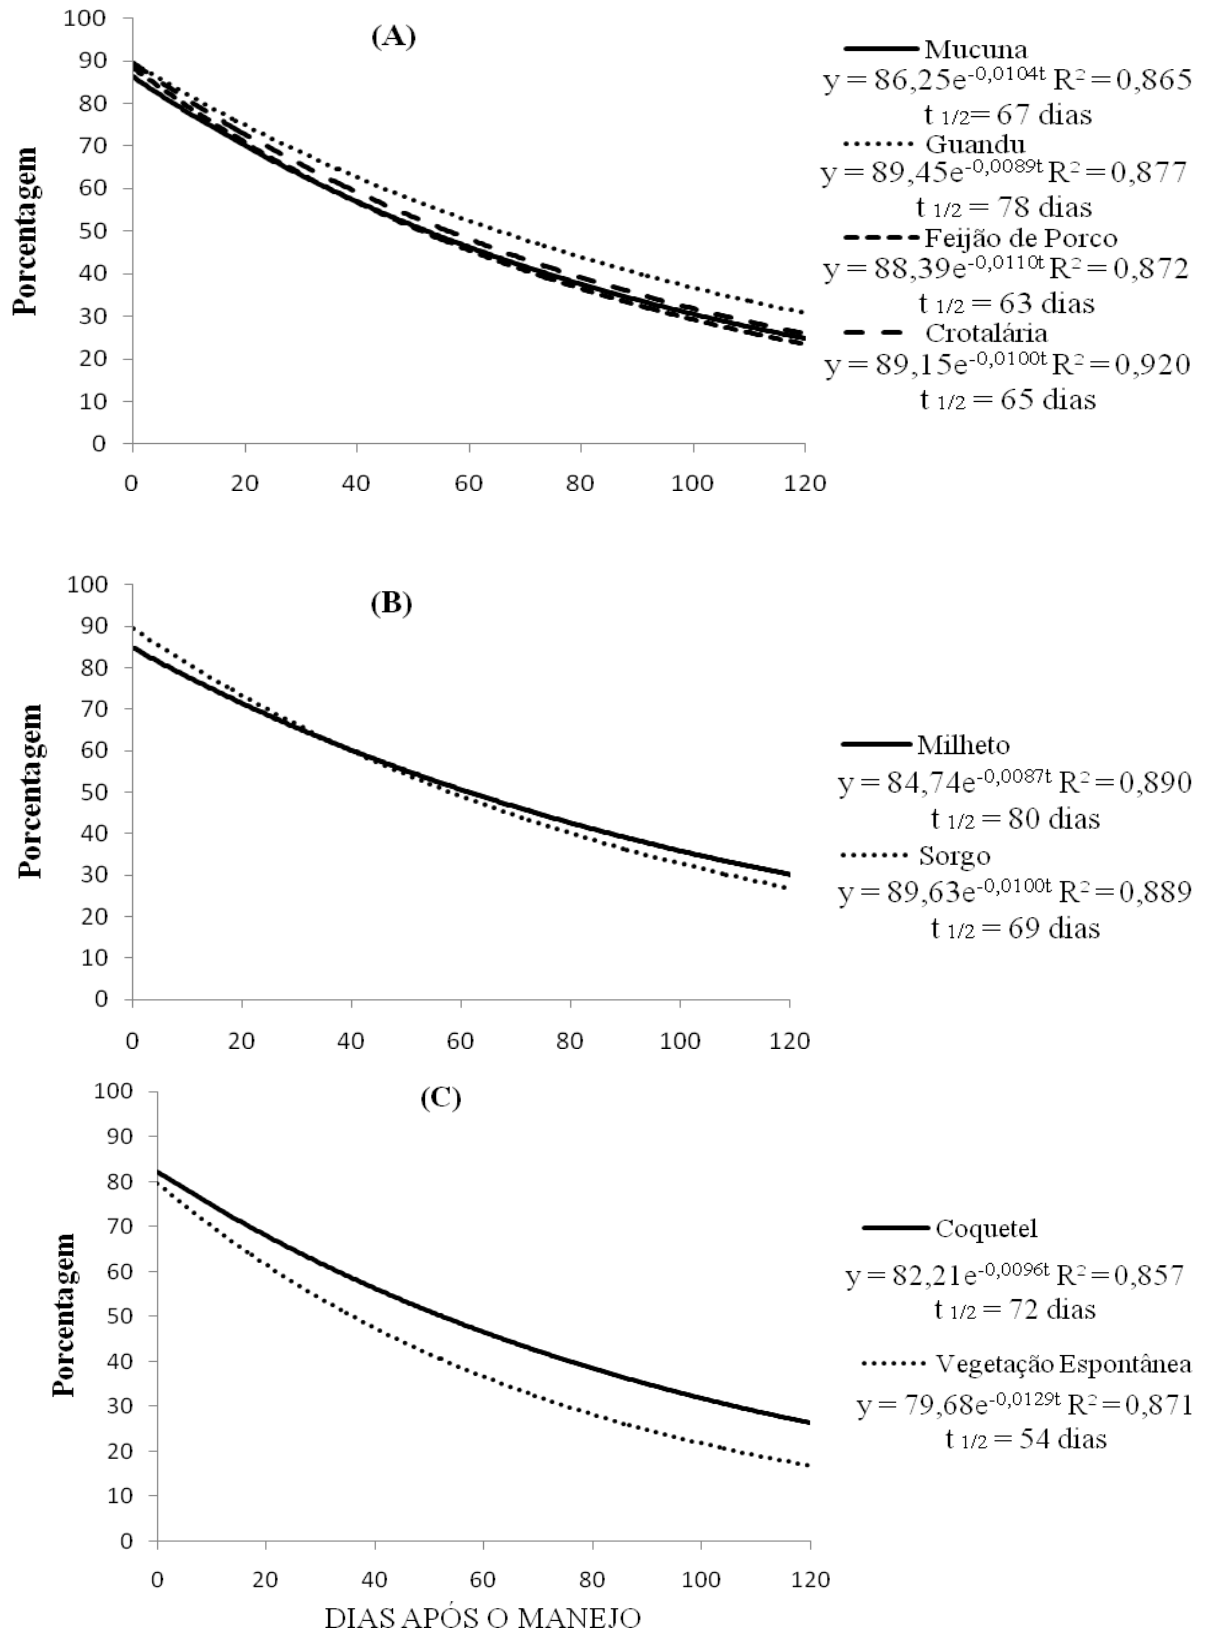 (A)
Porcentagem
100
90
80
70
60
50
40
30
20
10
0
0 20 40 60 80 100 120
Mucuna
y = 86,25e^-0,0104t R² = 0,865
t 1/2 = 67 dias
Guandu
y = 89,45e^-0,0089t R² = 0,877
t 1/2 = 78 dias
Feijão de Porco
y = 88,39e^-0,0110t R² = 0,872
t 1/2 = 63 dias
Crotalária
y = 89,15e^-0,0100t R² = 0,920
t 1/2 = 65 dias
(B)
Porcentagem
100
90
80
70
60
50
40
30
20
10
0
0 20 40 60 80 100 120
Milheto
y = 84,74e^-0,0087t R² = 0,890
t 1/2 = 80 dias
Sorgo
y = 89,63e^-0,0100t R² = 0,889
t 1/2 = 69 dias
(C)
Porcentagem
100
90
80
70
60
50
40
30
20
10
0
0 20 40 60 80 100 120
DIAS APÓS O MANEJO
Coquetel
y = 82,21e^-0,0096t R² = 0,857
t 1/2 = 72 dias
Vegetação Espontânea
y = 79,68e^-0,0129t R² = 0,871
t 1/2 = 54 dias